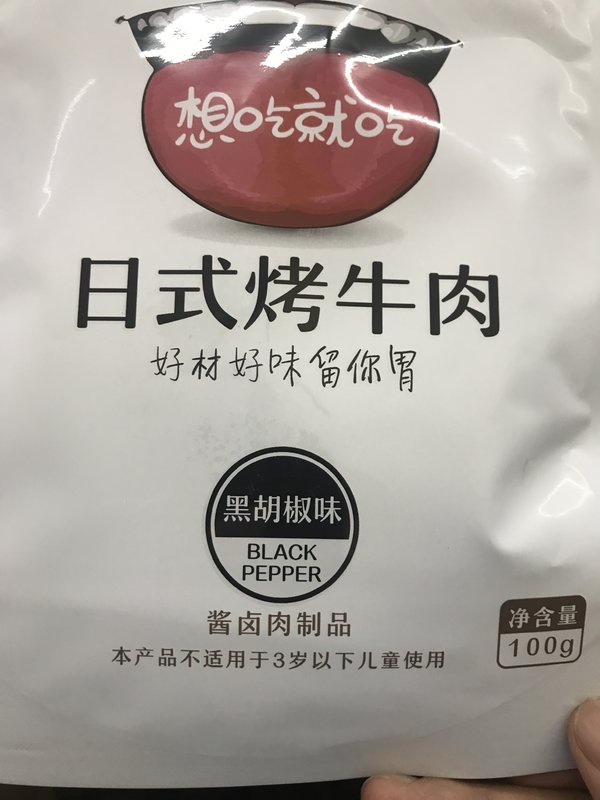 想吃就吃
日式烤牛肉
好材好味留你胃
黑胡椒味
BLACK
PEPPER
酱卤肉制品
本产品不适用于3岁以下儿童使用
净含量
100g